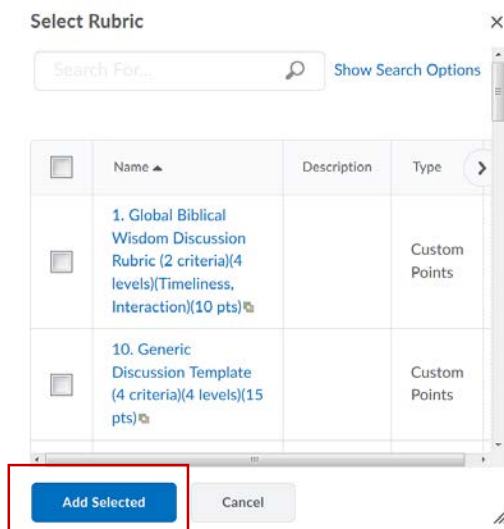 Select Rubric
Search For...
Show Search Options
Name
Description
Type
1. Global Biblical
Wisdom Discussion
Rubric (2 criteria)(4
levels)(Timeliness,
Interaction)(10 pts)
Custom
Points
10. Generic
Discussion Template
(4 criteria)(4 levels)(15
pts)
Custom
Points
Add Selected
Cancel